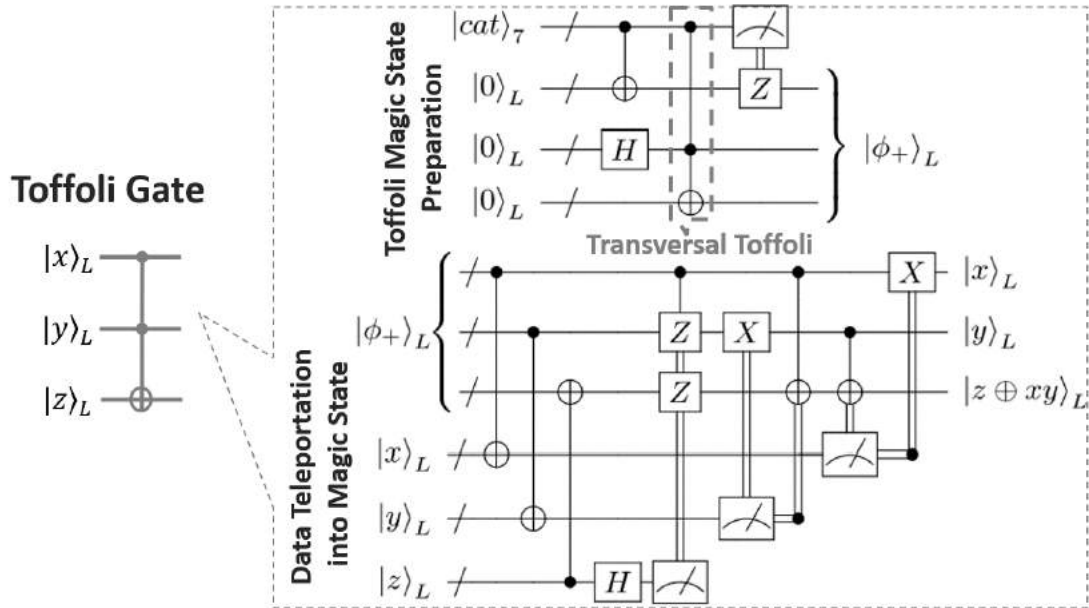 Toffoli Gate
|x⟩L
|y⟩L
|z⟩L
Toffoli Magic State
Preparation
|cat⟩7
|0⟩L
Z
|0⟩L
H
|0⟩L
|ϕ+⟩L
Transversal Toffoli
Data Teleportation
into Magic State
|ϕ+⟩L
X
|x⟩L
Z
X
|y⟩L
Z
|z ⊕ xy⟩L
|x⟩L
|y⟩L
|z⟩L
H